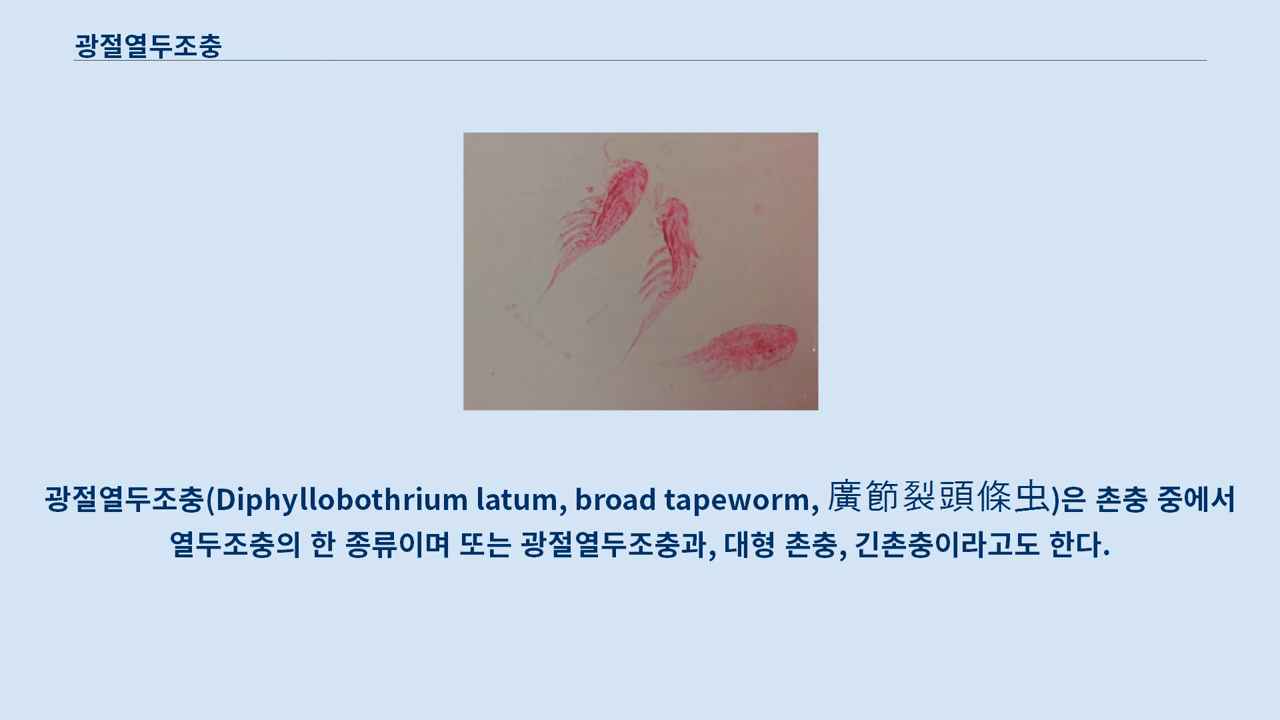 광절열두조충
광절열두조충(Diphyllobothrium latum, broad tapeworm, 廣節裂頭條虫)은 촌충 중에서
열두조충의 한 종류이며 또는 광절열두조충과, 대형 촌충, 긴촌충이라고도 한다.